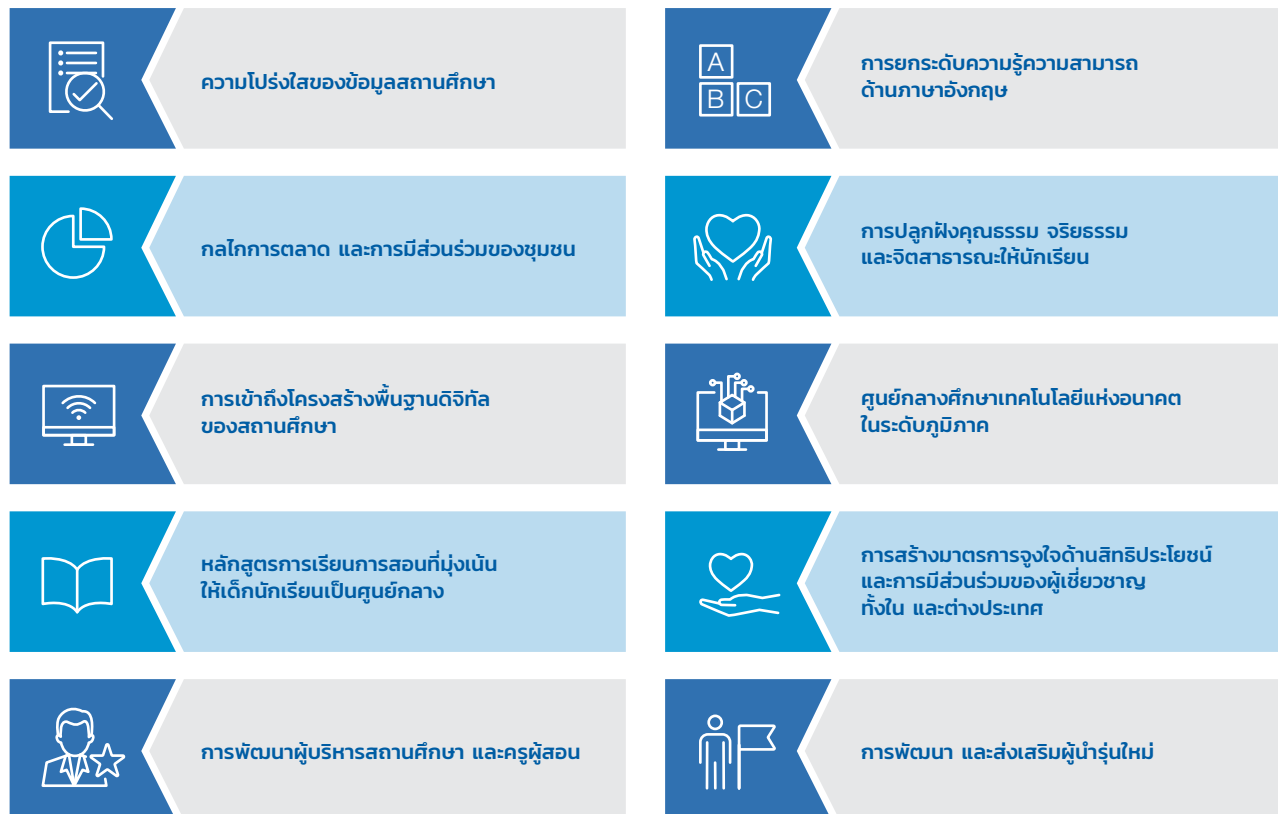 ความโปร่งใสของข้อมูลสถานศึกษา
กลไกการตลาด และการมีส่วนร่วมของชุมชน
การเข้าถึงโครงสร้างพื้นฐานดิจิทัล
ของสถานศึกษา
หลักสูตรการเรียนการสอนที่มุ่งเน้น
ให้เด็กนักเรียนเป็นศูนย์กลาง
การพัฒนาผู้บริหารสถานศึกษา และครูผู้สอน
A
B C
การยกระดับความรู้ความสามารถ
ด้านภาษาอังกฤษ
การปลูกฝังคุณธรรม จริยธรรม
และจิตสาธารณะให้นักเรียน
ศูนย์กลางศึกษาเทคโนโลยีแห่งอนาคต
ในระดับภูมิภาค
การสร้างมาตรการจูงใจด้านสิทธิประโยชน์
และการมีส่วนร่วมของผู้เชี่ยวชาญ
ทั้งใน และต่างประเทศ
การพัฒนา และส่งเสริมผู้นำรุ่นใหม่